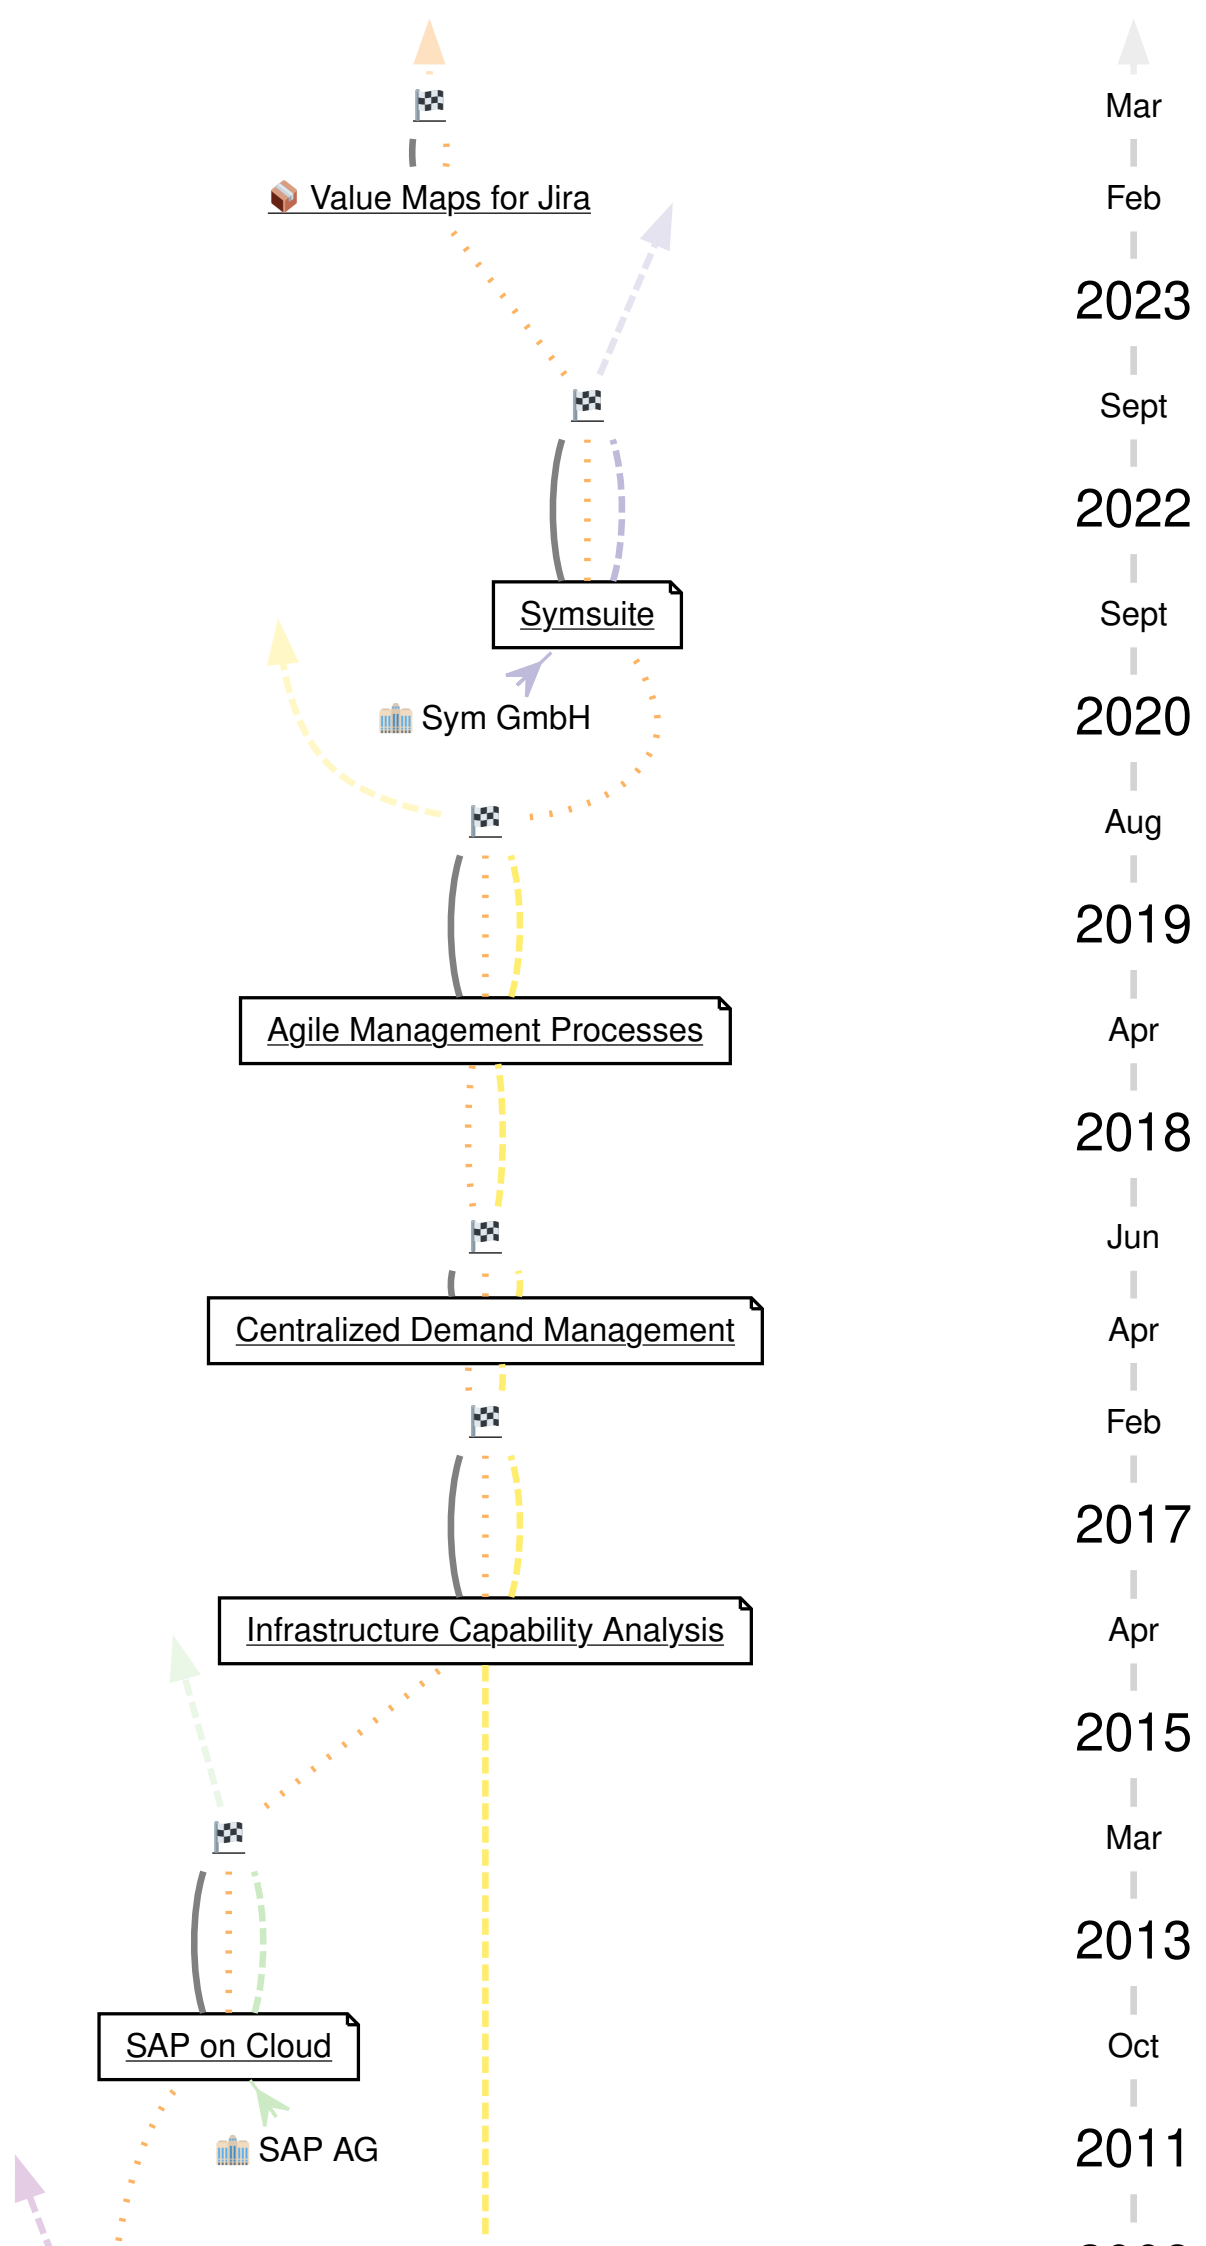 Mar
Value Maps for Jira
Feb
2023
Sept
2022
Symsuite
Sept
Sym GmbH
2020
Aug
2019
Agile Management Processes
Apr
2018
Jun
Centralized Demand Management
Apr
Feb
2017
Infrastructure Capability Analysis
Apr
2015
Mar
2013
SAP on Cloud
Oct
SAP AG
2011